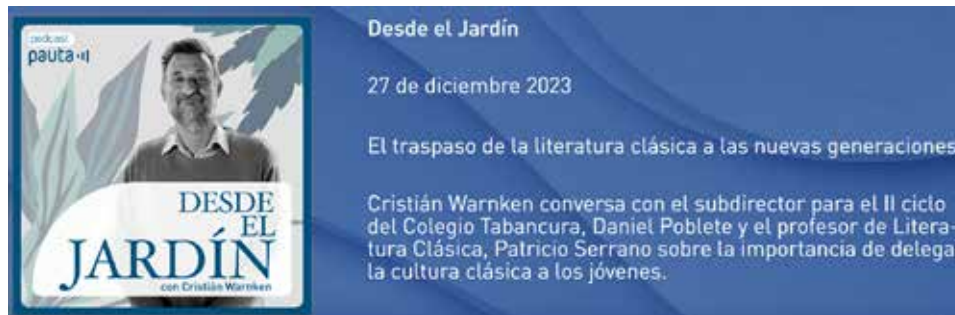 podcast
pauta
DESDE
EL
JARDÍN
con Cristián Warnken
Desde el Jardín
27 de diciembre 2023
El traspaso de la literatura clásica a las nuevas generaciones
Cristián Warnken conversa con el subdirector para el II ciclo
del Colegio Tabancura, Daniel Poblete y el profesor de Litera-
tura Clásica, Patricio Serrano sobre la importancia de delega
la cultura clásica a los jóvenes.